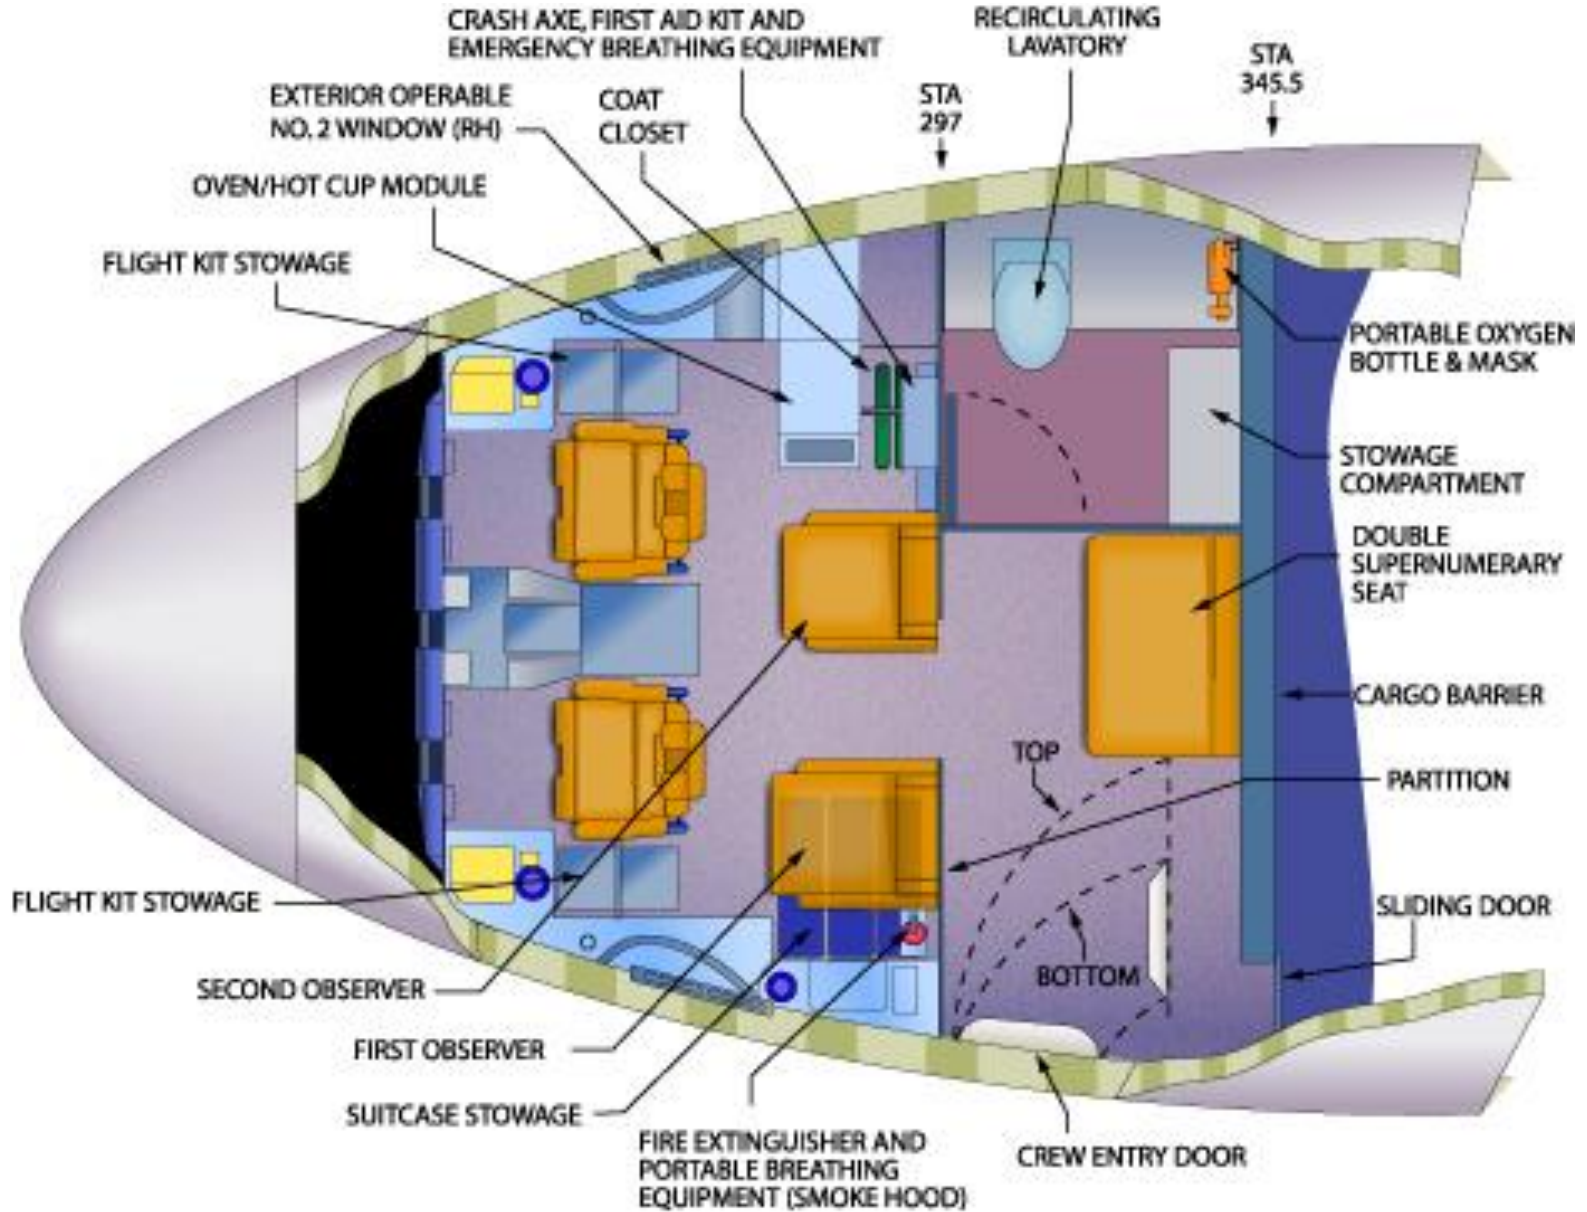 CRASH AXE, FIRST AID KIT AND
EMERGENCY BREATHING EQUIPMENT
RECIRCULATING
LAVATORY
STA
345.5
EXTERIOR OPERABLE
NO. 2 WINDOW (RH)
COAT
CLOSET
STA
297
OVEN/HOT CUP MODULE
FLIGHT KIT STOWAGE
PORTABLE OXYGEN
BOTTLE & MASK
STOWAGE
COMPARTMENT
DOUBLE
SUPERNUMERARY
SEAT
CARGO BARRIER
TOP
PARTITION
FLIGHT KIT STOWAGE
SLIDING DOOR
BOTTOM
SECOND OBSERVER
FIRST OBSERVER
SUITCASE STOWAGE
FIRE EXTINGUISHER AND
PORTABLE BREATHING
EQUIPMENT (SMOKE HOOD)
CREW ENTRY DOOR